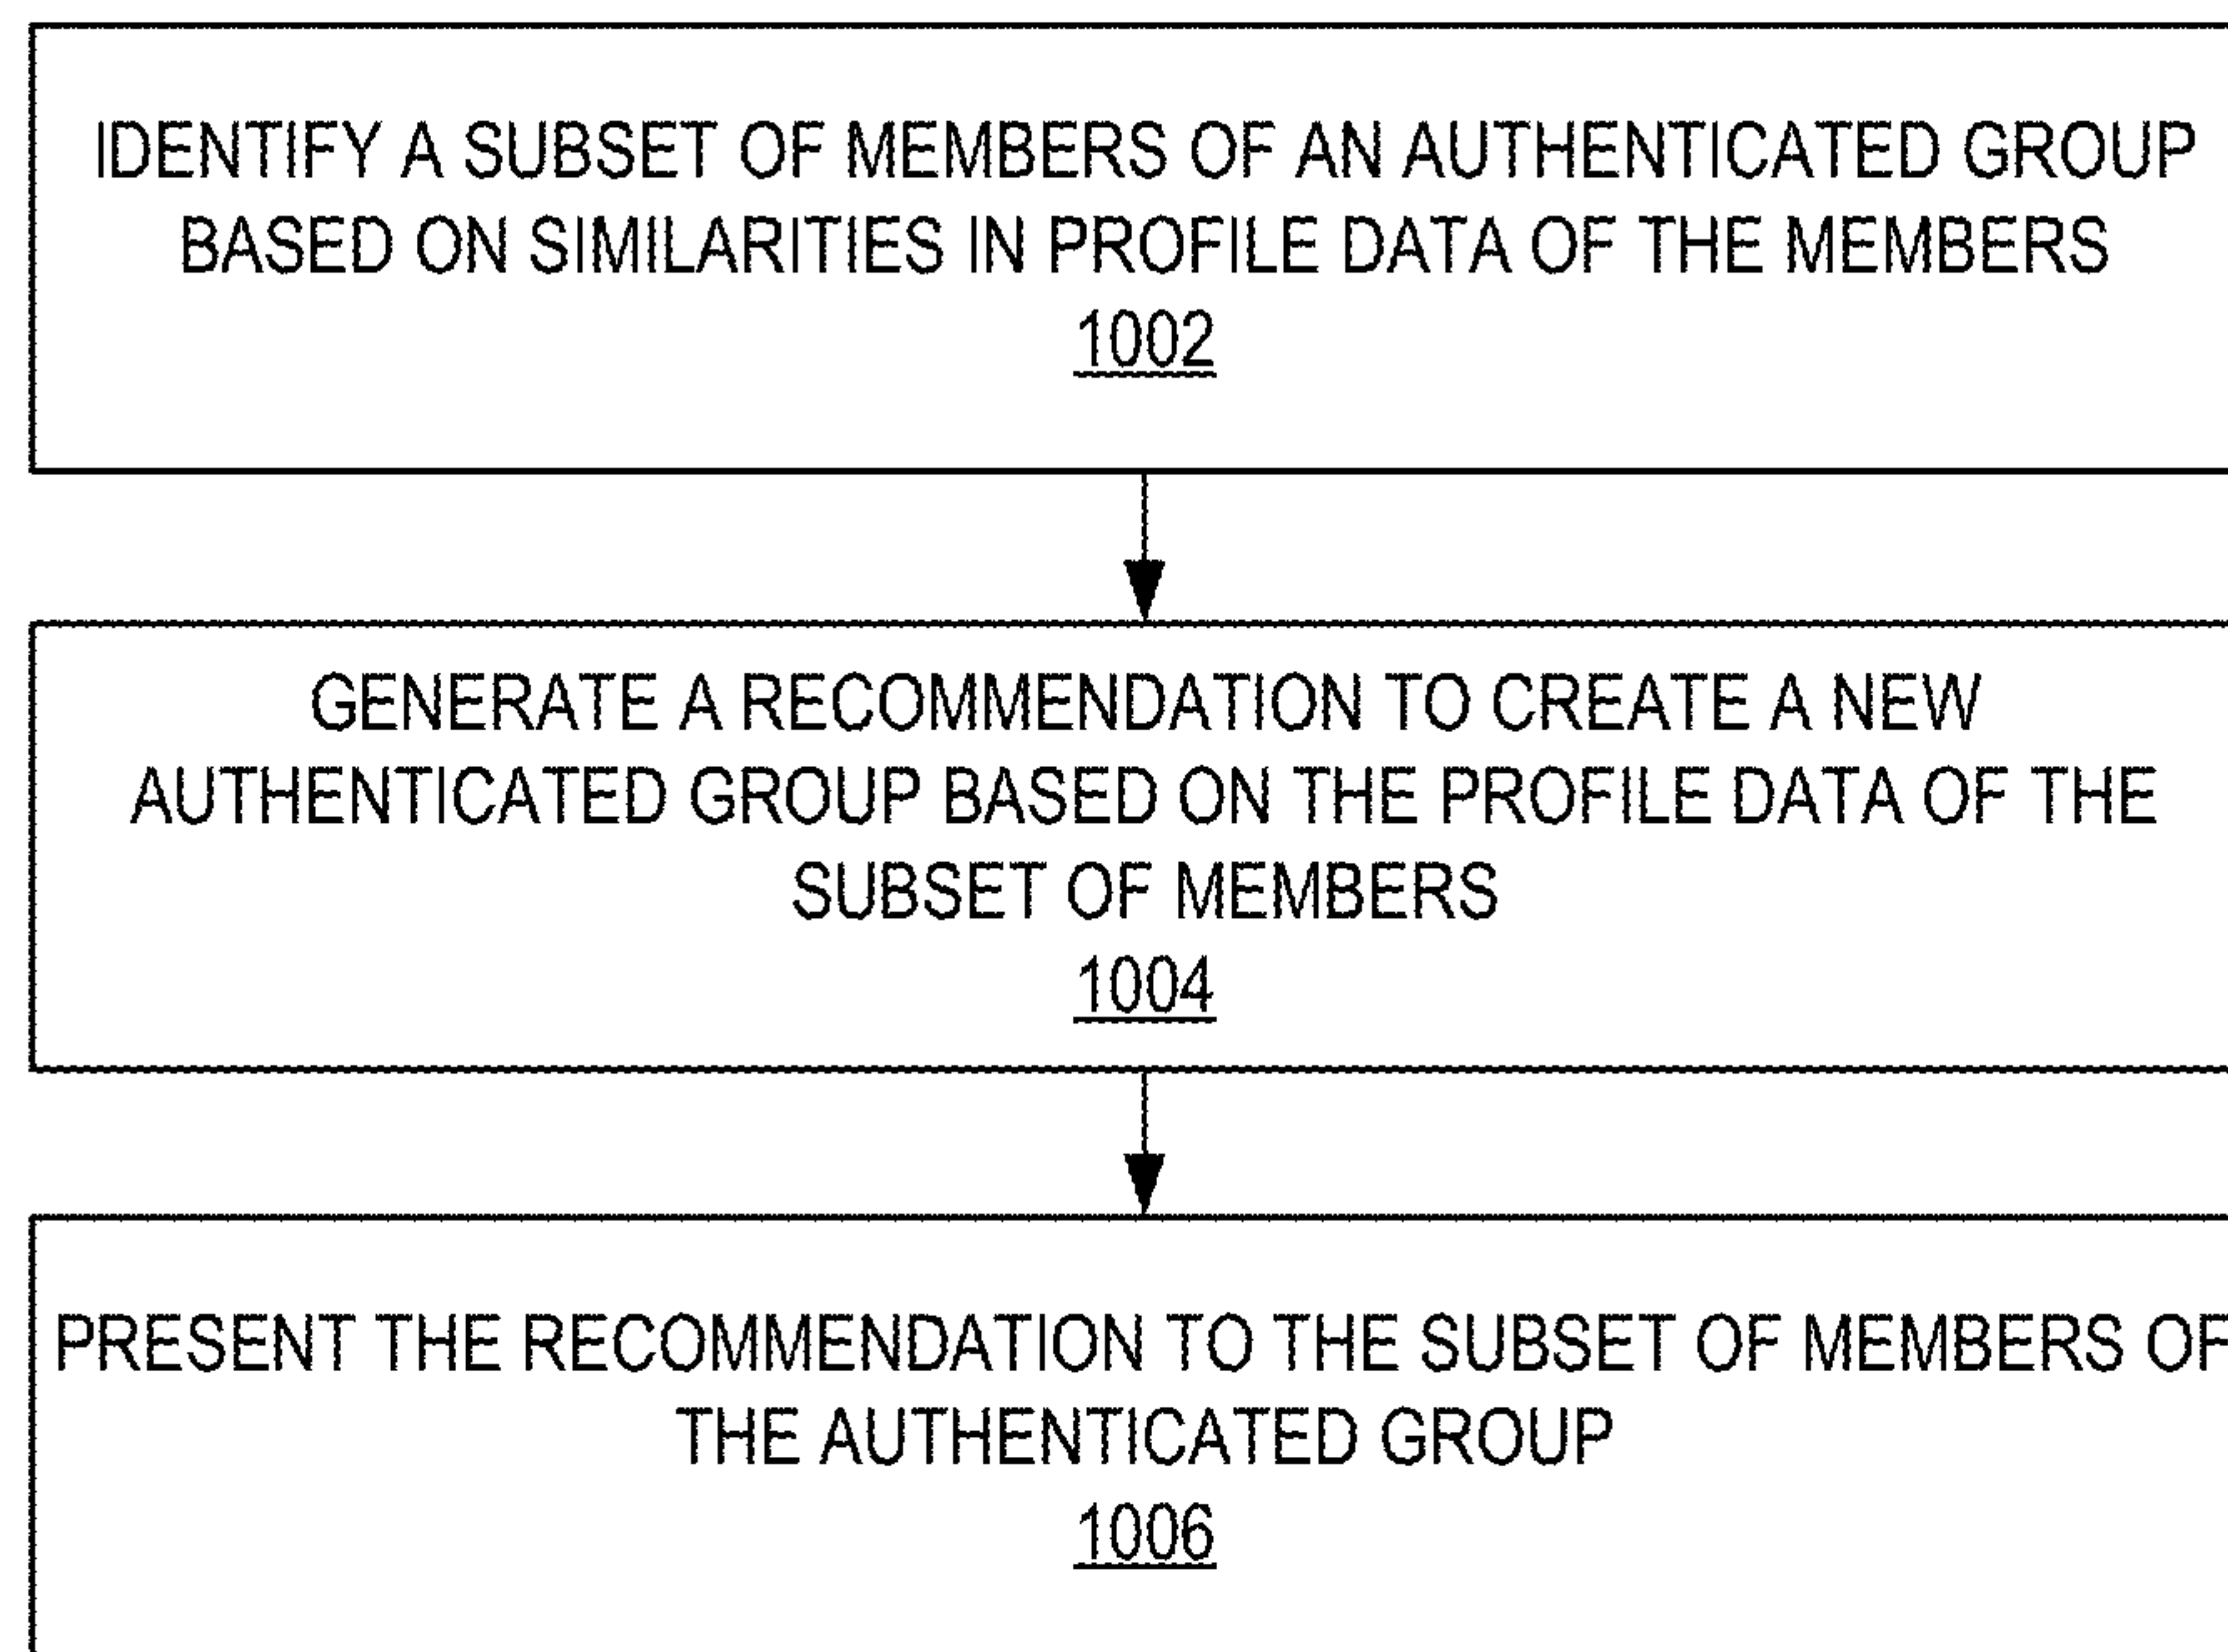 IDENTIFY A SUBSET OF MEMBERS OF AN AUTHENTICATED GROUP
BASED ON SIMILARITIES IN PROFILE DATA OF THE MEMBERS
1002
GENERATE A RECOMMENDATION TO CREATE A NEW
AUTHENTICATED GROUP BASED ON THE PROFILE DATA OF THE
SUBSET OF MEMBERS
1004
PRESENT THE RECOMMENDATION TO THE SUBSET OF MEMBERS OF
THE AUTHENTICATED GROUP
1006